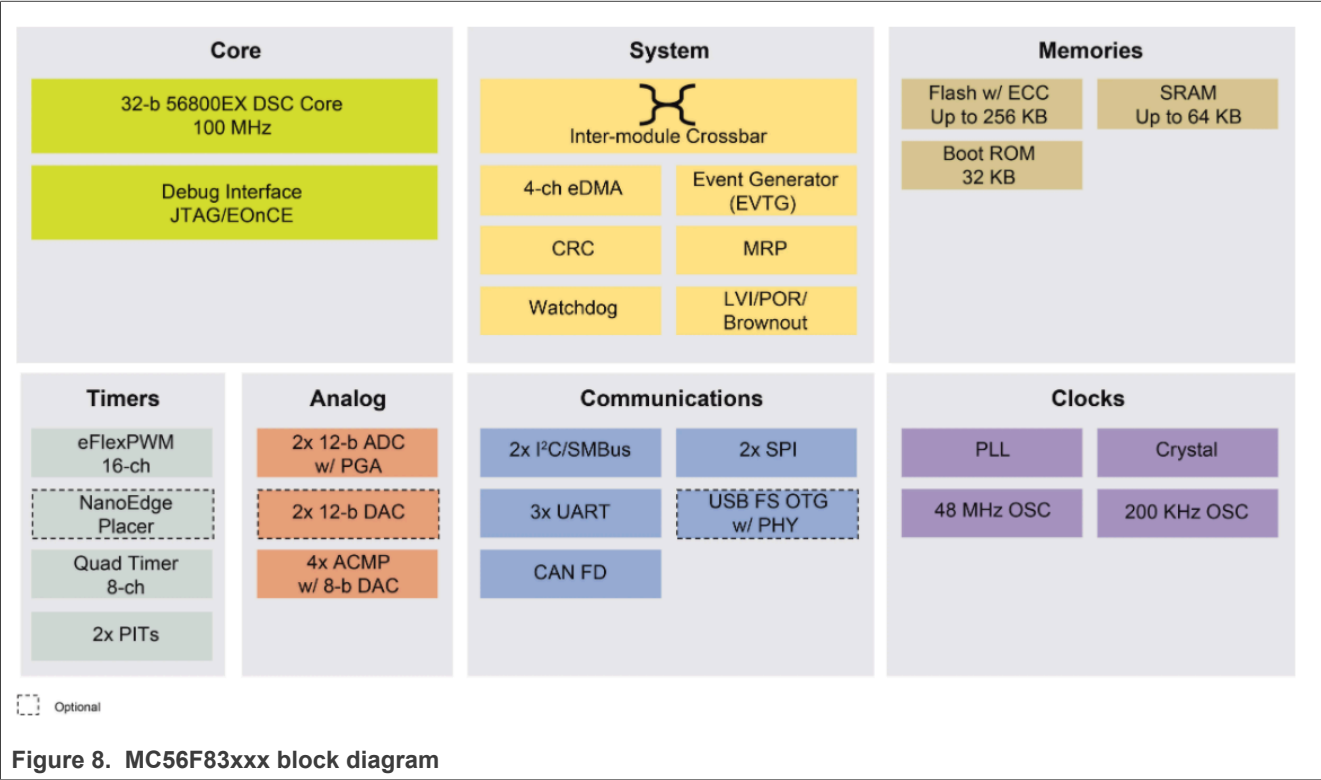 Core
32-b 56800EX DSC Core
100 MHz
Debug Interface
JTAG/EOnCE
System
Inter-module Crossbar
4-ch eDMA
Event Generator
(EVTG)
CRC
MRP
Watchdog
LVI/POR/
Brownout
Memories
Flash w/ ECC
Up to 256 KB
SRAM
Up to 64 KB
Boot ROM
32 KB
Timers
eFlexPWM
16-ch
NanoEdge
Placer
Quad Timer
8-ch
2x PITs
Analog
2x 12-b ADC
w/ PGA
2x 12-b DAC
4x ACMP
w/ 8-b DAC
Communications
2x I²C/SMBus
2x SPI
3x UART
USB FS OTG
w/ PHY
CAN FD
Clocks
PLL
Crystal
48 MHz OSC
200 KHz OSC
Optional
Figure 8. MC56F83xxx block diagram